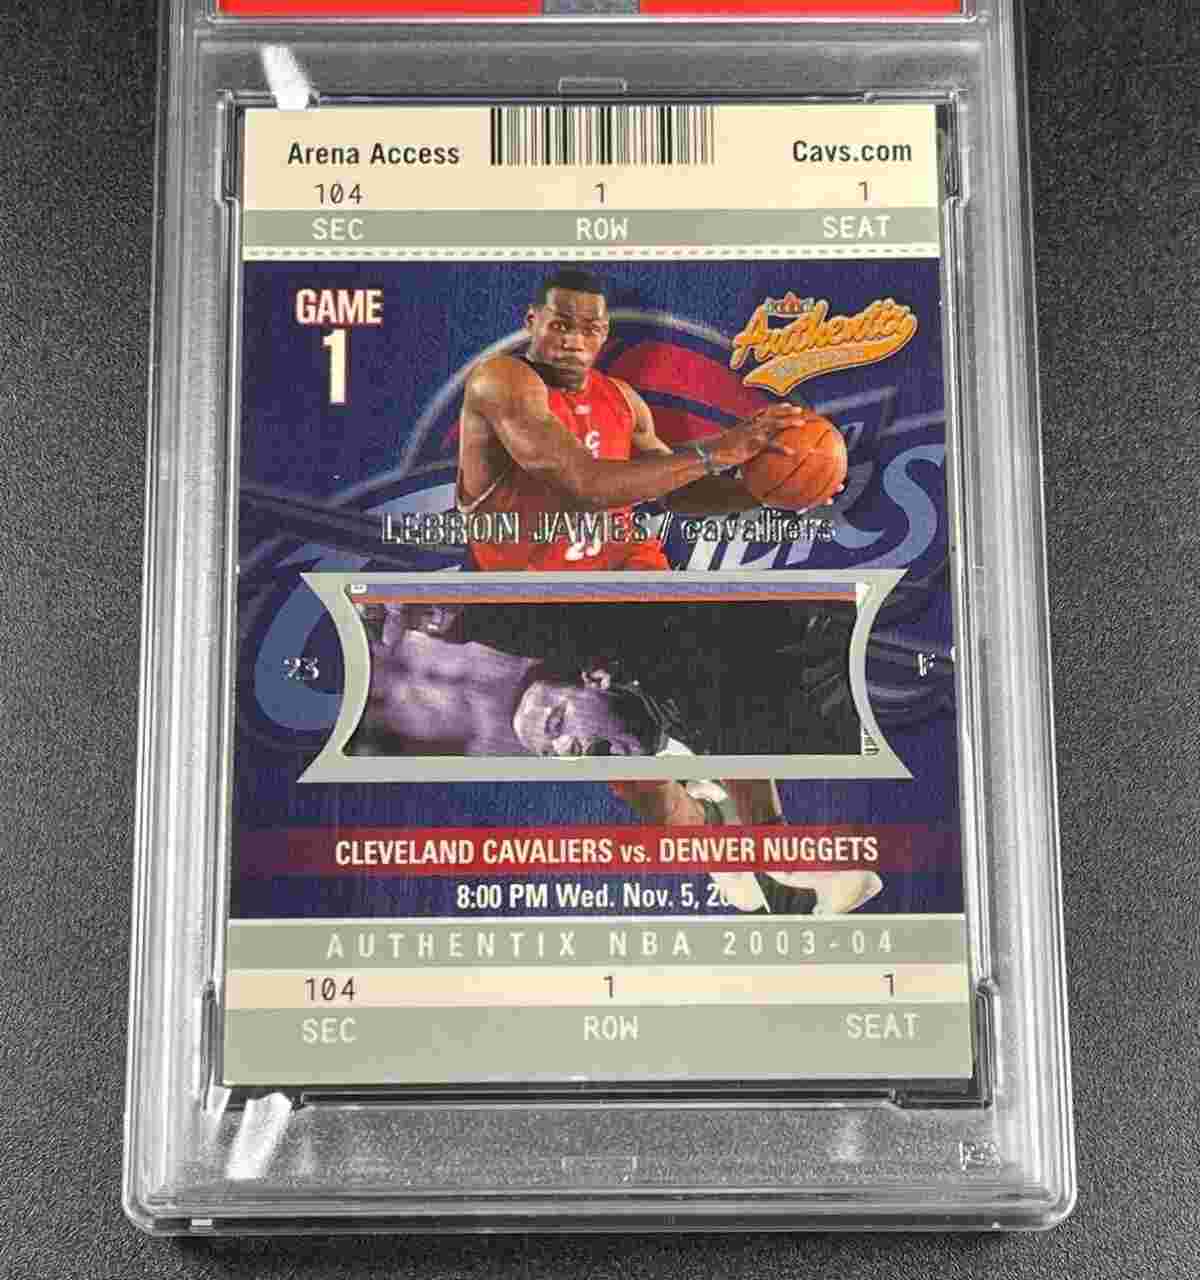 Arena Access Cavs.com
104 1 1
SEC ROW SEAT
GAME
1
Authentix
LEBRON JAMES / cavaliers
23
23 F
CLEVELAND CAVALIERS vs. DENVER NUGGETS
8:00 PM Wed. Nov. 5,
AUTHENTIX NBA 2003-04
104 1 1
SEC ROW SEAT